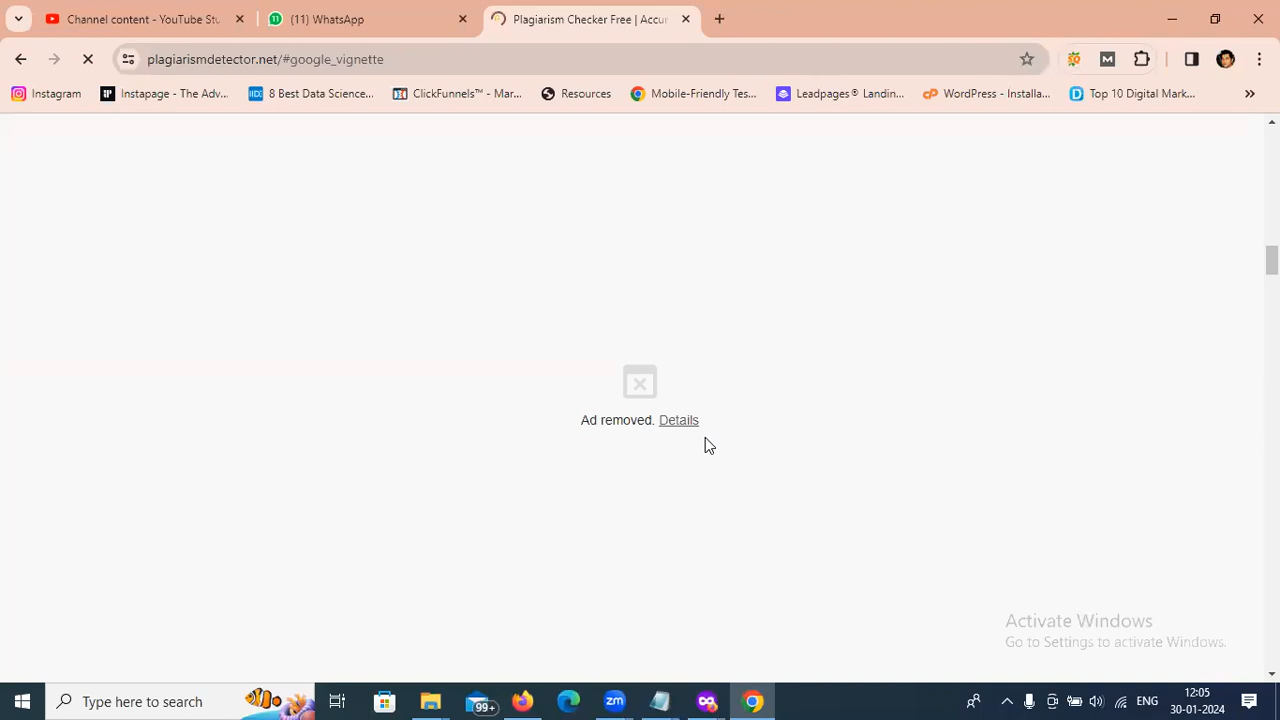 Channel content - YouTube Stu
(11) WhatsApp
Plagiarism Checker Free | Accur
plagiarismdetector.net/#google_vignette
Instagram
Instapage - The Adv...
8 Best Data Science...
ClickFunnels™ - Mar...
Resources
Mobile-Friendly Tes...
Leadpages® Landin...
WordPress - Installa...
Top 10 Digital Mark...
Ad removed. Details
Activate Windows
Go to Settings to activate Windows.
Type here to search
99+
ENG
12:05
30-01-2024